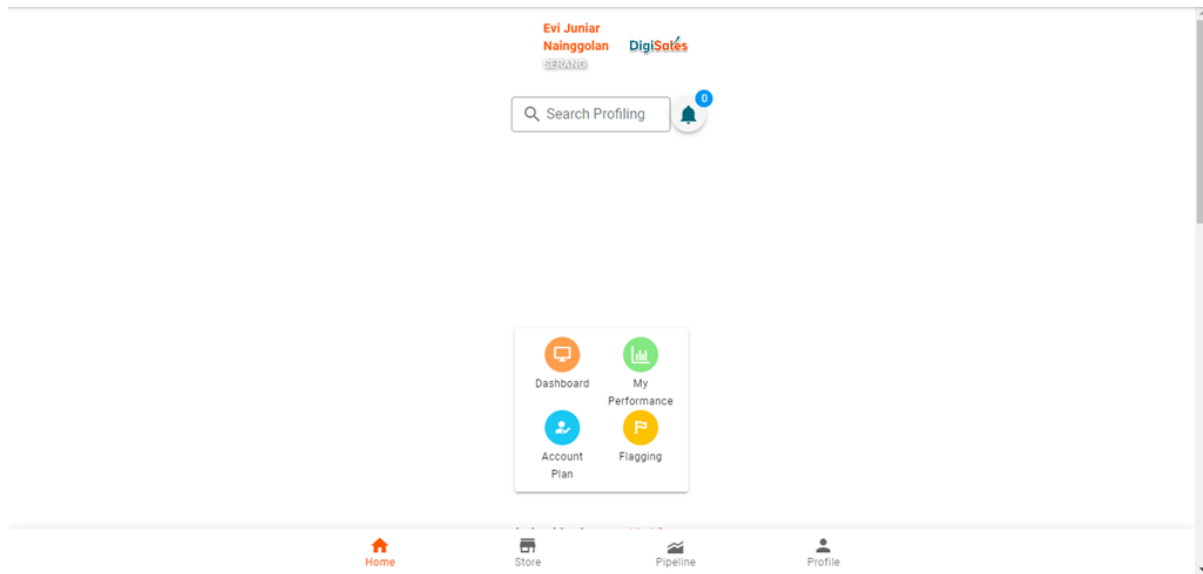 Evi Juniar
Nainggolan
DigiSales
SERANG
Search Profiling
0
Dashboard
My
Performance
Account
Plan
Flagging
Home
Store
Pipeline
Profile